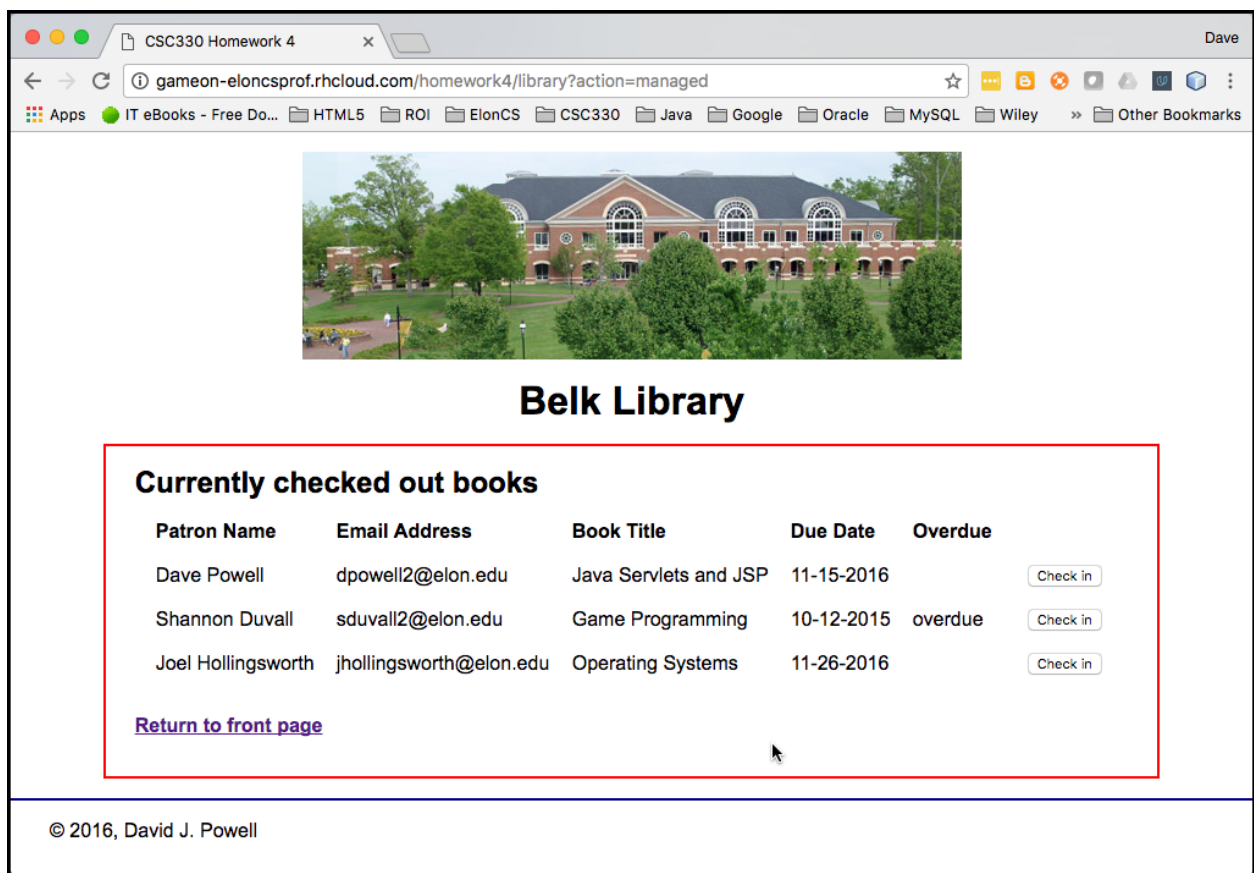 CSC330 Homework 4
Dave
gameon-eloncsprof.rhcloud.com/homework4/library?action=managed
Apps IT eBooks - Free Do... HTML5 ROI ElonCS CSC330 Java Google Oracle MySQL Wiley » Other Bookmarks
Belk Library
Currently checked out books
Patron Name Email Address Book Title Due Date Overdue
Dave Powell dpowell2@elon.edu Java Servlets and JSP 11-15-2016 Check in
Shannon Duvall sduvall2@elon.edu Game Programming 10-12-2015 overdue Check in
Joel Hollingsworth jhollingsworth@elon.edu Operating Systems 11-26-2016 Check in
Return to front page
© 2016, David J. Powell